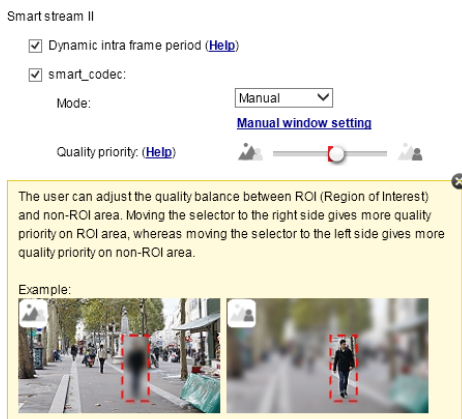 Smart stream II
Dynamic intra frame period (Help)
smart_codec:
Mode:
Manual
Manual window setting
Quality priority: (Help)
The user can adjust the quality balance between ROI (Region of Interest)
and non-ROI area. Moving the selector to the right side gives more quality
priority on ROI area, whereas moving the selector to the left side gives more
quality priority on non-ROI area.
Example: